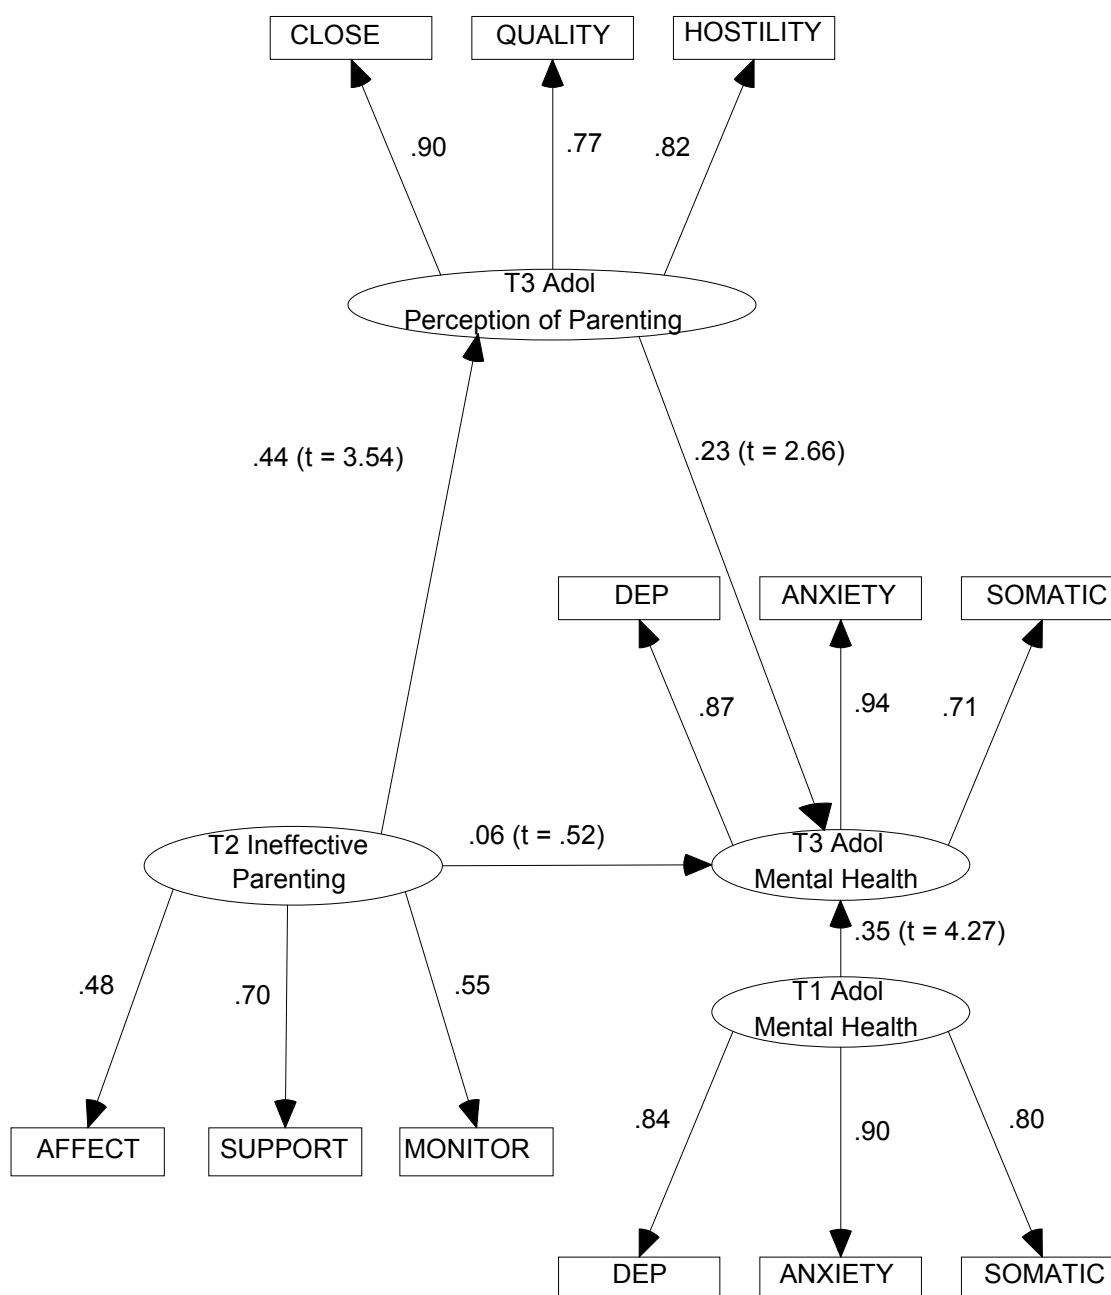 CLOSE
QUALITY
HOSTILITY
.90
.77
.82
T3 Adol
Perception of Parenting
.44 (t = 3.54)
.23 (t = 2.66)
DEP
ANXIETY
SOMATIC
.87
.94
.71
T2 Ineffective
Parenting
.06 (t = .52)
T3 Adol
Mental Health
.35 (t = 4.27)
.48
.70
.55
T1 Adol
Mental Health
AFFECT
SUPPORT
MONITOR
.84
.90
.80
DEP
ANXIETY
SOMATIC